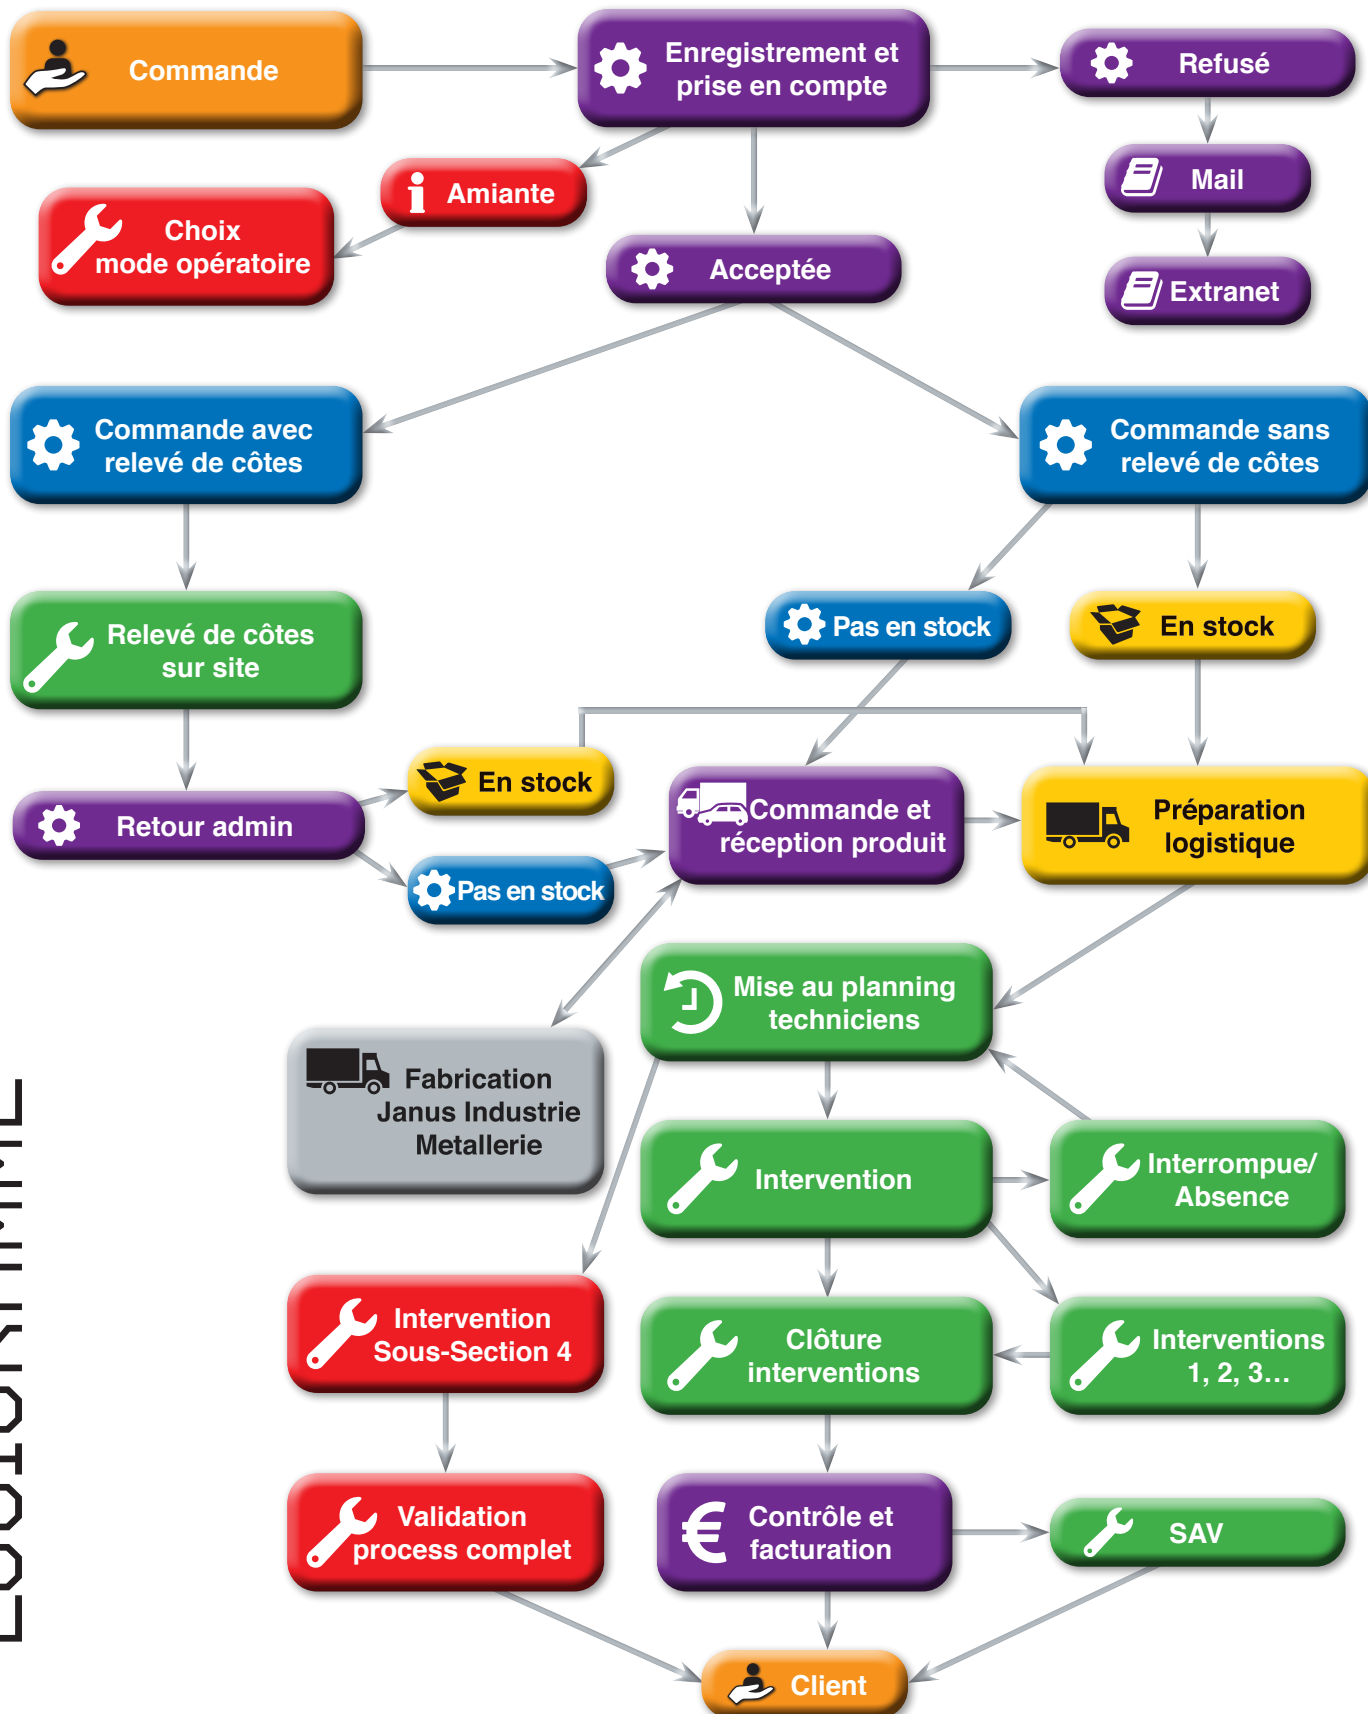 Commande
Enregistrement et
prise en compte
Refusé
Amiante
Mail
Choix
mode opératoire
Acceptée
Extranet
Commande avec
relevé de côtes
Commande sans
relevé de côtes
Relevé de côtes
sur site
Pas en stock
En stock
En stock
Retour admin
Commande et
réception produit
Préparation
logistique
Pas en stock
Mise au planning
techniciens
Fabrication
Janus Industrie
Metallerie
Intervention
Interrompue/
Absence
Intervention
Sous-Section 4
Clôture
interventions
Interventions
1, 2, 3...
Validation
process complet
Contrôle et
facturation
SAV
Client